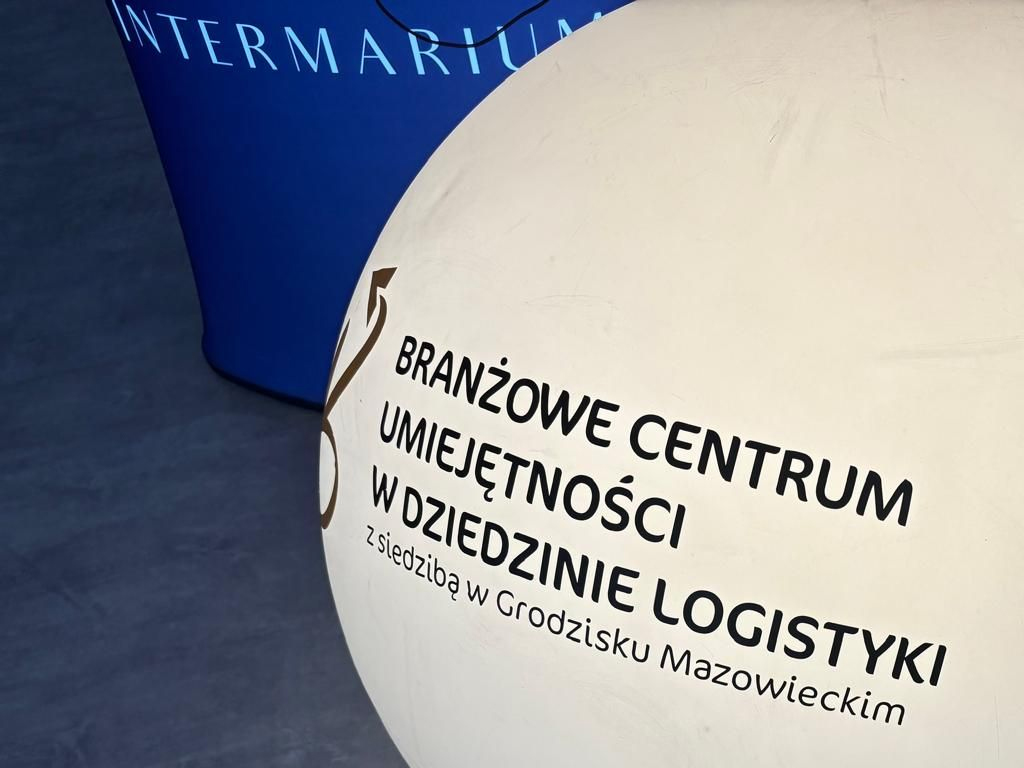 INTERMARIUM
BRANŻOWE CENTRUM
UMIEJĘTNOŚCI
W DZIEDZINIE LOGISTYKI
z siedzibą w Grodzisku Mazowieckim